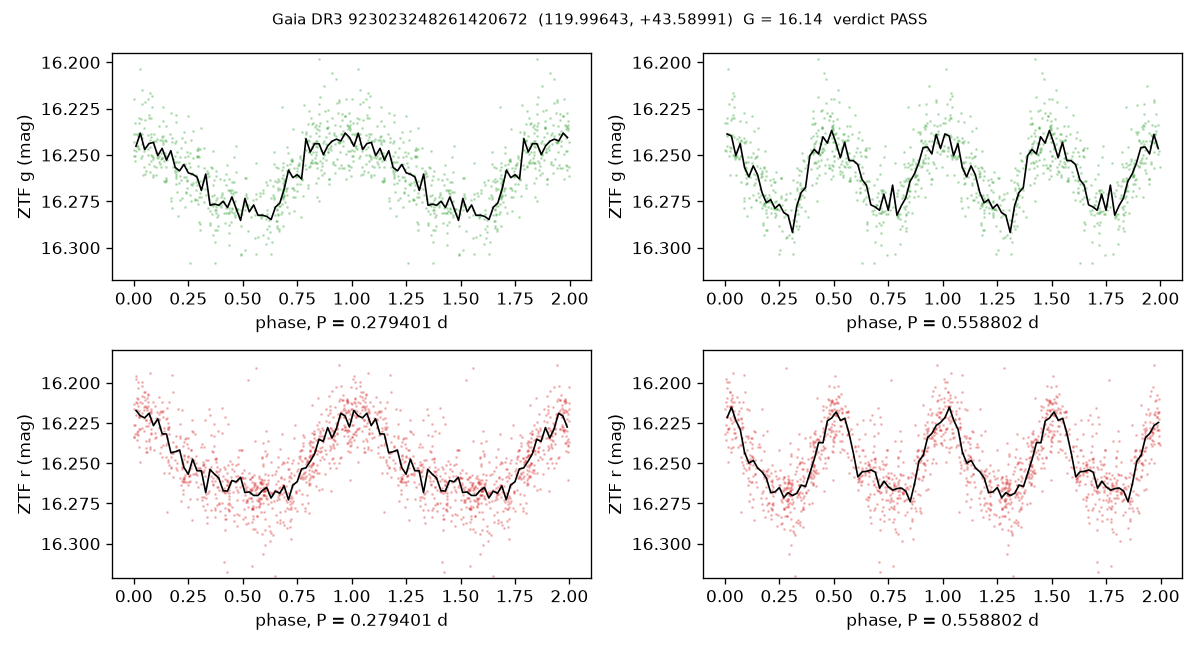 Gaia DR3 923023248261420672 (119.99643, +43.58991) G = 16.14 verdict PASS
ZTF g (mag)
16.200
16.225
16.250
16.275
16.300
0.00 0.25 0.50 0.75 1.00 1.25 1.50 1.75 2.00
phase, P = 0.279401 d
ZTF g (mag)
16.200
16.225
16.250
16.275
16.300
0.00 0.25 0.50 0.75 1.00 1.25 1.50 1.75 2.00
phase, P = 0.558802 d
ZTF r (mag)
16.200
16.225
16.250
16.275
16.300
0.00 0.25 0.50 0.75 1.00 1.25 1.50 1.75 2.00
phase, P = 0.279401 d
ZTF r (mag)
16.200
16.225
16.250
16.275
16.300
0.00 0.25 0.50 0.75 1.00 1.25 1.50 1.75 2.00
phase, P = 0.558802 d